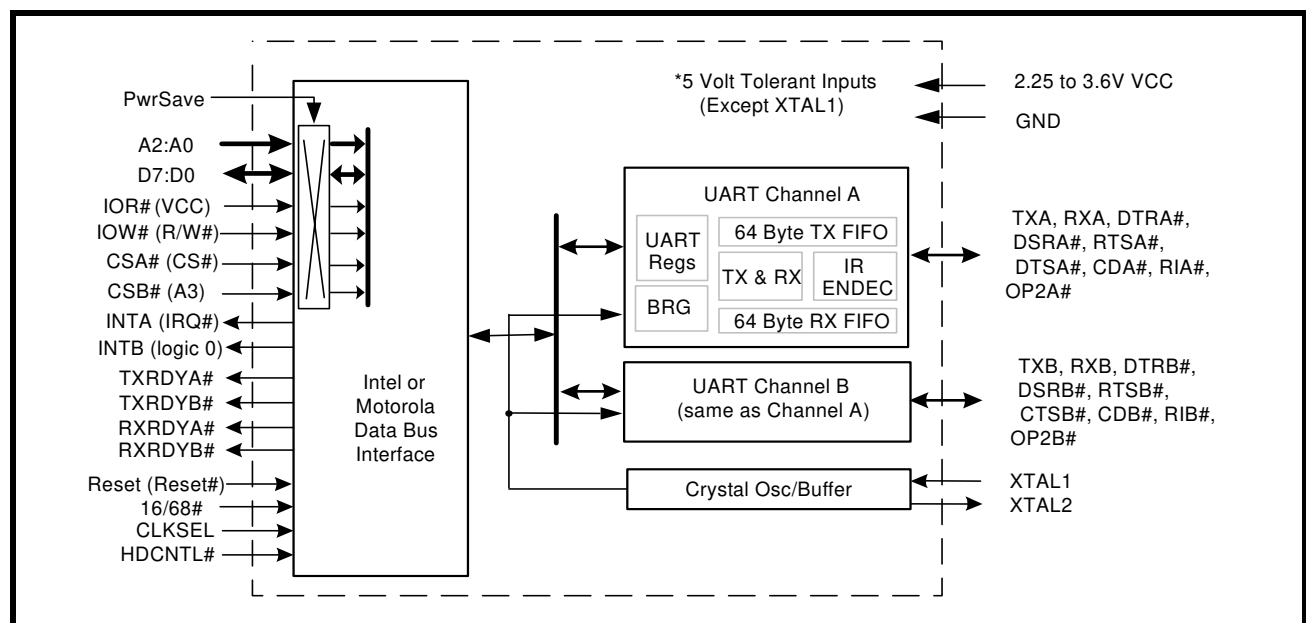 PwrSave
A2:A0
D7:D0
IOR# (VCC)
IOW# (R/W#)
CSA# (CS#)
CSB# (A3)
INTA (IRQ#)
INTB (logic 0)
TXRDYA#
TXRDYB#
RXRDYA#
RXRDYB#
Reset (Reset#)
16/68#
CLKSEL
HDCNTL#
Intel or
Motorola
Data Bus
Interface
*5 Volt Tolerant Inputs
(Except XTAL1)
2.25 to 3.6V VCC
GND
UART Channel A
UART
Regs
BRG
64 Byte TX FIFO
TX & RX
IR
ENDEC
64 Byte RX FIFO
TXA, RXA, DTRA#,
DSRA#, RTSA#,
DTSA#, CDA#, RIA#,
OP2A#
UART Channel B
(same as Channel A)
TXB, RXB, DTRB#,
DSRB#, RTSB#,
CTSB#, CDB#, RIB#,
OP2B#
Crystal Osc/Buffer
XTAL1
XTAL2